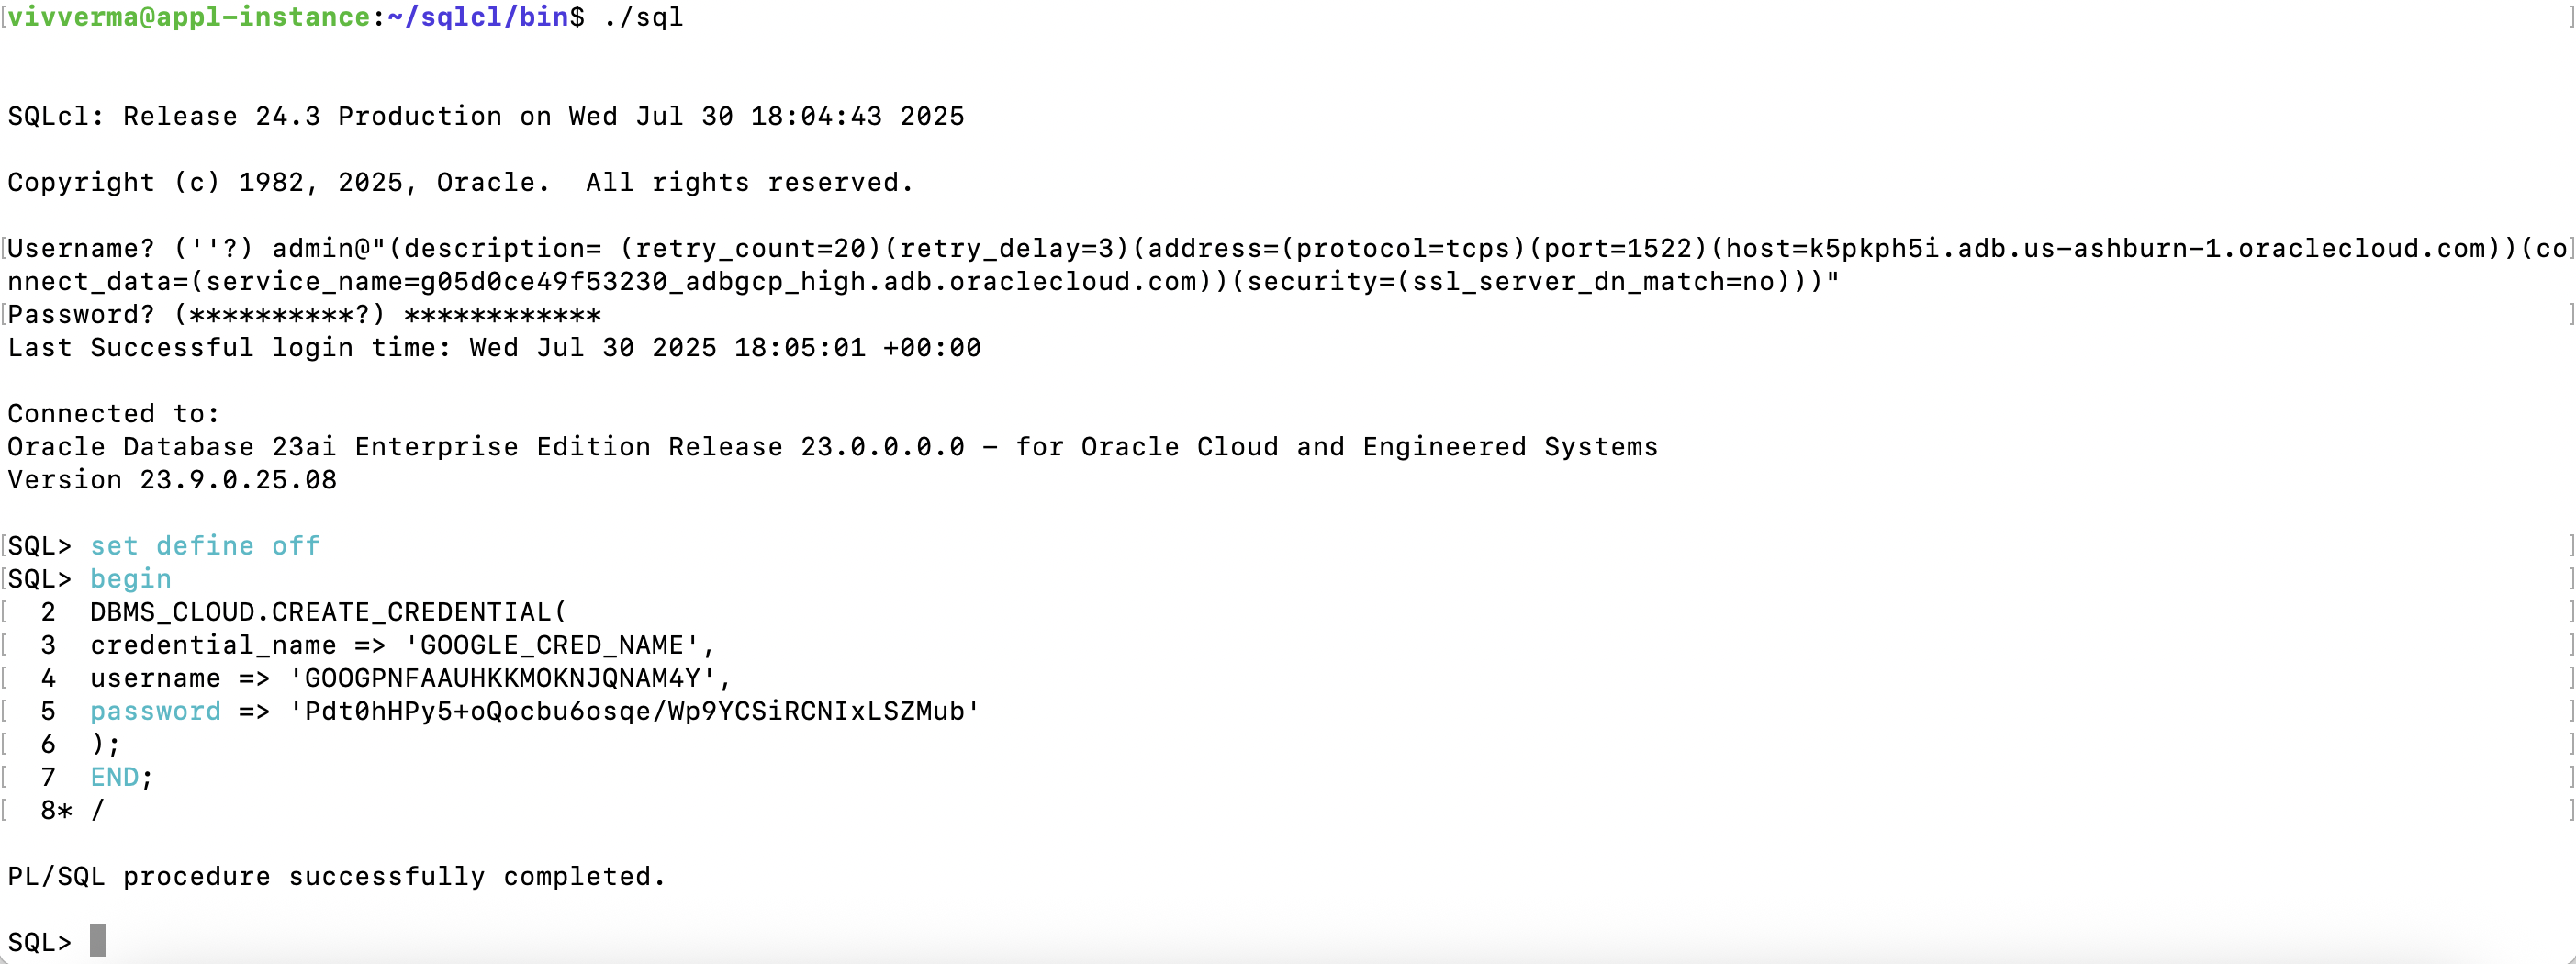 vivverma@appl-instance:~/sqlcl/bin$ ./sql
SQLcl: Release 24.3 Production on Wed Jul 30 18:04:43 2025
Copyright (c) 1982, 2025, Oracle.  All rights reserved.
Username? (''?) admin@"(description= (retry_count=20)(retry_delay=3)(address=(protocol=tcps)(port=1522)(host=k5pkph5i.adb.us-ashburn-1.oraclecloud.com))(co
nnect_data=(service_name=g05d0ce49f53230_adbgcp_high.adb.oraclecloud.com))(security=(ssl_server_dn_match=no)))"
Password? (**********?) ************
Last Successful login time: Wed Jul 30 2025 18:05:01 +00:00
Connected to:
Oracle Database 23ai Enterprise Edition Release 23.0.0.0.0 – for Oracle Cloud and Engineered Systems
Version 23.9.0.25.08
SQL> set define off
SQL> begin
  2  DBMS_CLOUD.CREATE_CREDENTIAL(
  3  credential_name => 'GOOGLE_CRED_NAME',
  4  username => 'GOOGPNFAAUHKKMOKNJQNAM4Y',
  5  password => 'Pdt0hHPy5+oQocbu6osqe/Wp9YCSiRCNIxLSZMub'
  6  );
  7  END;
  8* /
PL/SQL procedure successfully completed.
SQL>